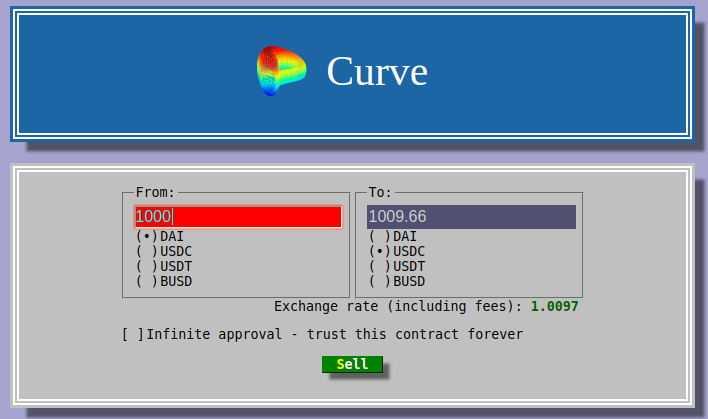 Curve
From: To:
1000 1009.66
(•)DAI ( )DAI
( )USDC (•)USDC
( )USDT ( )USDT
( )BUSD ( )BUSD
Exchange rate (including fees): 1.0097
[ ]Infinite approval - trust this contract forever
Sell